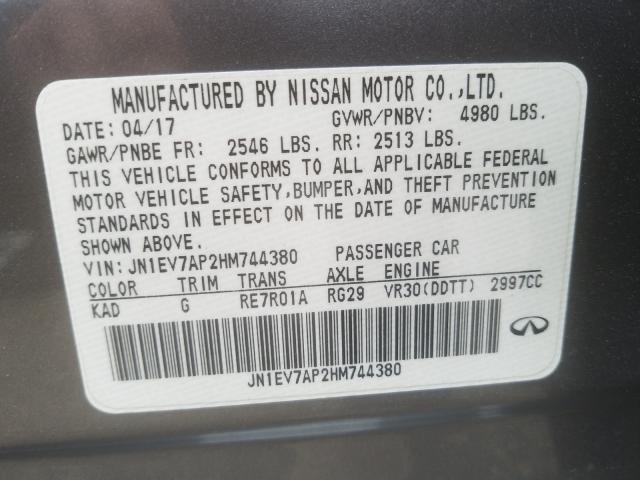 MANUFACTURED BY NISSAN MOTOR CO.,LTD.
DATE: 04/17 GVWR/PNBV: 4980 LBS.
GAWR/PNBE FR: 2546 LBS. RR: 2513 LBS.
THIS VEHICLE CONFORMS TO ALL APPLICABLE FEDERAL
MOTOR VEHICLE SAFETY,BUMPER,AND THEFT PREVENTION
STANDARDS IN EFFECT ON THE DATE OF MANUFACTURE
SHOWN ABOVE.
VIN:JN1EV7AP2HM744380 PASSENGER CAR
COLOR TRIM TRANS AXLE ENGINE
KAD G RE7R01A RG29 VR30(DDTT) 2997CC
JN1EV7AP2HM744380